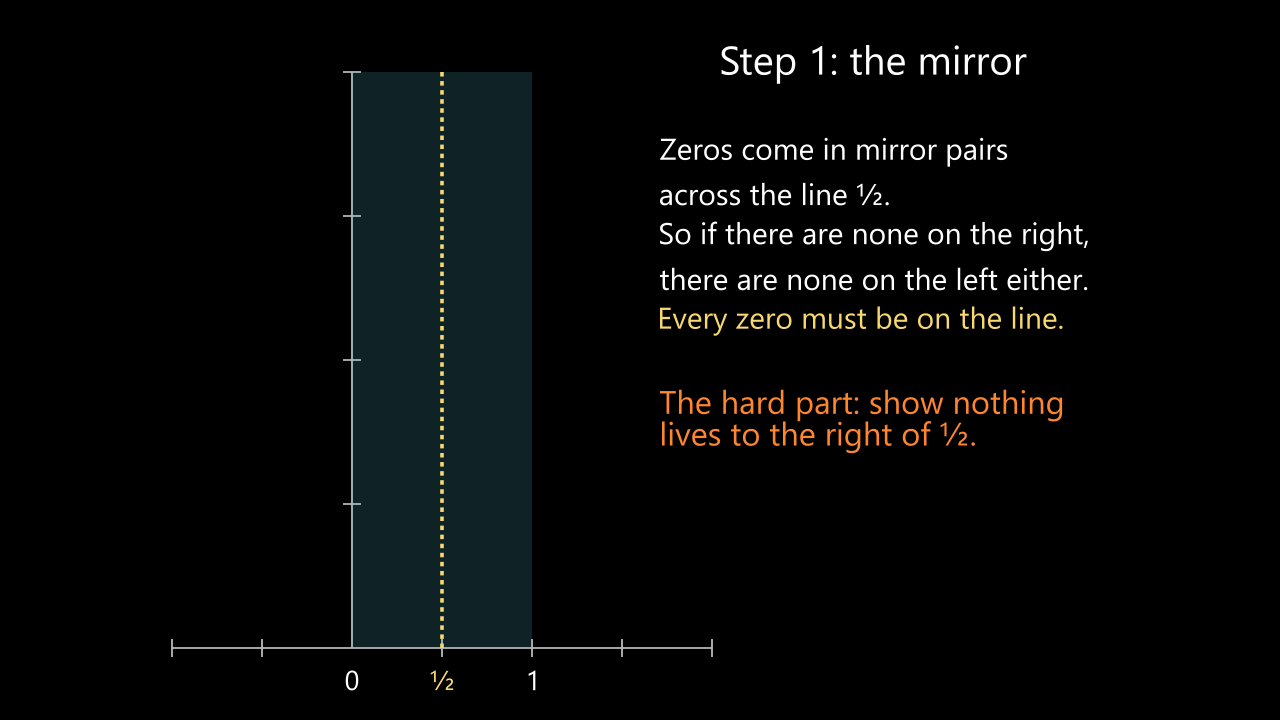 Step 1: the mirror
Zeros come in mirror pairs
across the line ½.
So if there are none on the right,
there are none on the left either.
Every zero must be on the line.
The hard part: show nothing
lives to the right of ½.
0 ½ 1